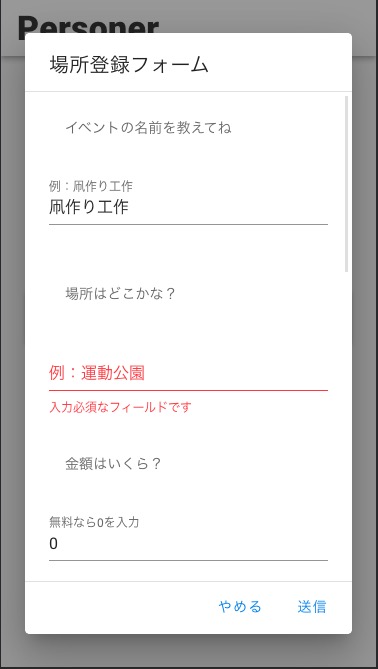 Personer
場所登録フォーム
イベントの名前を教えてね
例：凧作り工作
凧作り工作
場所はどこかな？
例：運動公園
入力必須なフィールドです
金額はいくら？
無料なら0を入力
0
やめる 送信